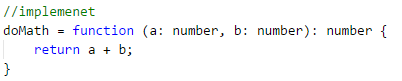 //implemenet
doMath = function (a: number, b: number): number {
    return a + b;
}